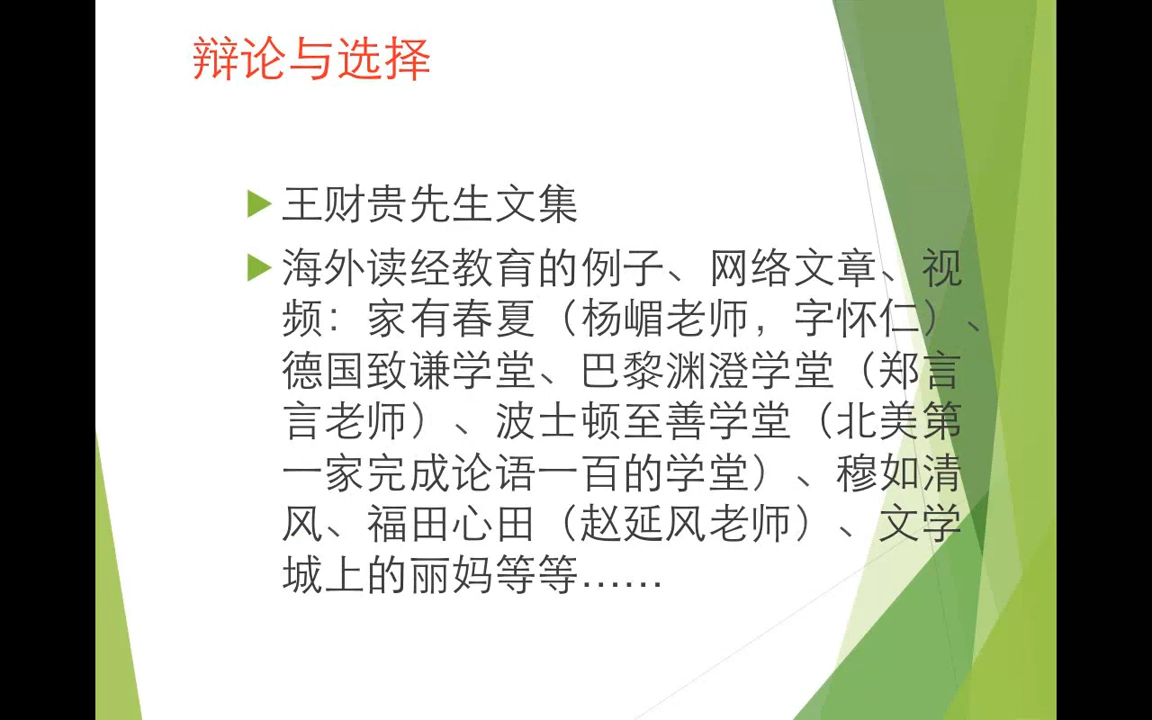 辩论与选择
王财贵先生文集
海外读经教育的例子、网络文章、视
频：家有春夏（杨嵋老师，字怀仁）、
德国致谦学堂、巴黎渊澄学堂（郑言
言老师）、波士顿至善学堂（北美第
一家完成论语一百的学堂）、穆如清
风、福田心田（赵延风老师）、文学
城上的丽妈等等……